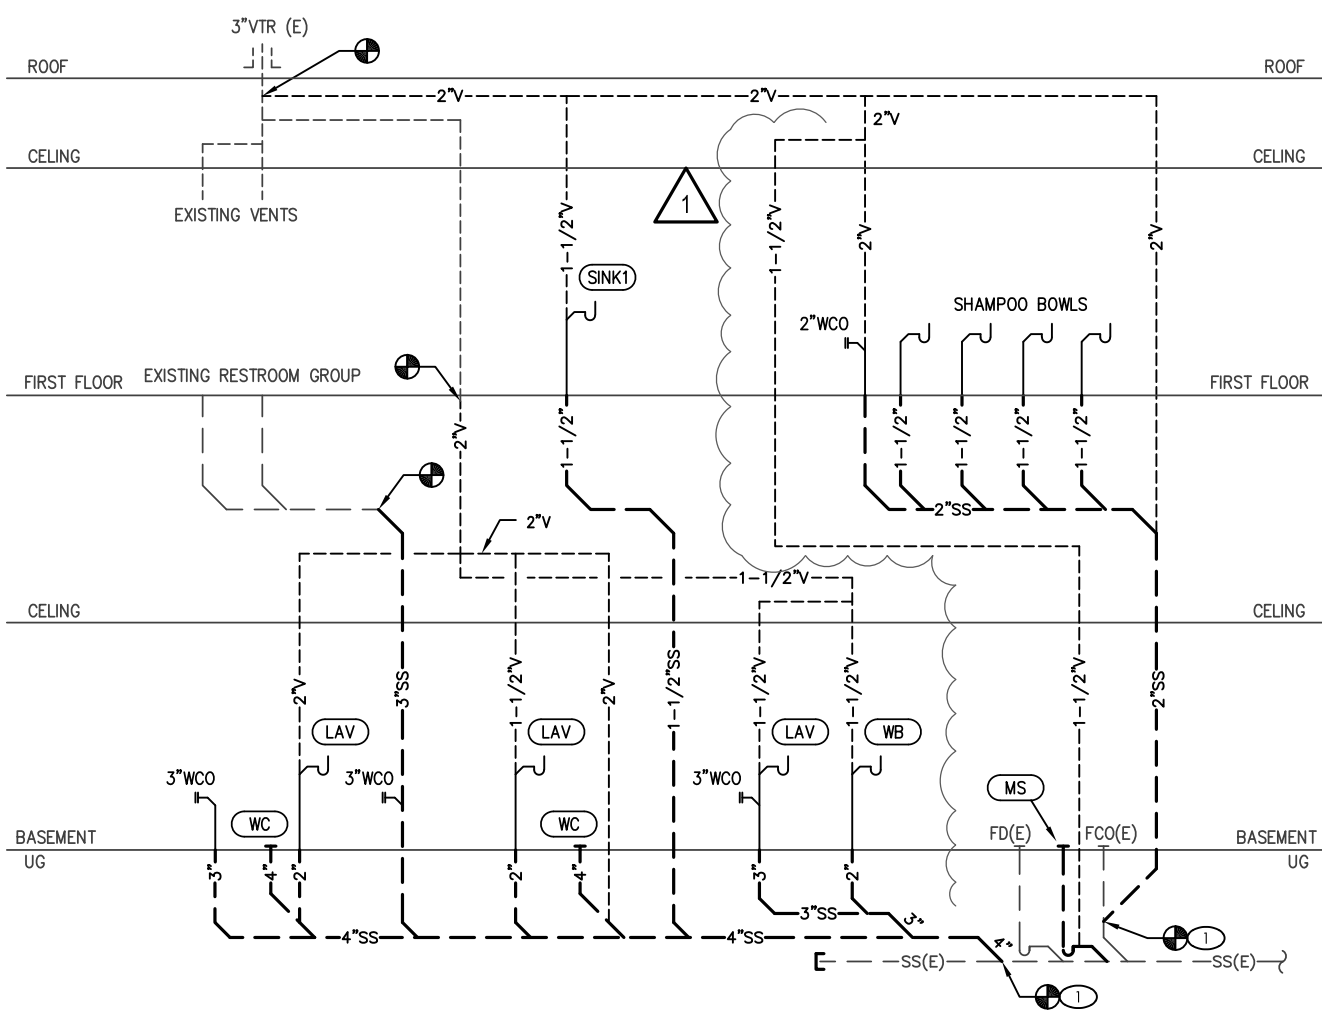 3"VTR (E)
ROOF
ROOF
2"V
2"V
2"V
CELING
CELING
EXISTING VENTS
1
1-1/2"V
1-1/2"V
2"V
2"V
SINK1
SHAMPOO BOWLS
2"WCO
FIRST FLOOR
EXISTING RESTROOM GROUP
FIRST FLOOR
2"V
1-1/2"
1-1/2"
1-1/2"
1-1/2"
1-1/2"
2"SS
2"V
1-1/2"V
CELING
CELING
2"V
3"SS
1-1/2"V
2"V
1-1/2"SS
1-1/2"V
1-1/2"V
1-1/2"V
2"SS
LAV
LAV
LAV
WB
3"WCO
3"WCO
3"WCO
MS
WC
WC
FD(E)
FCO(E)
BASEMENT
BASEMENT
UG
UG
3"
4"
2"
2"
4"
3"
2"
3"SS
3"
4"SS
4"SS
4"
1
SS(E)
SS(E)
1